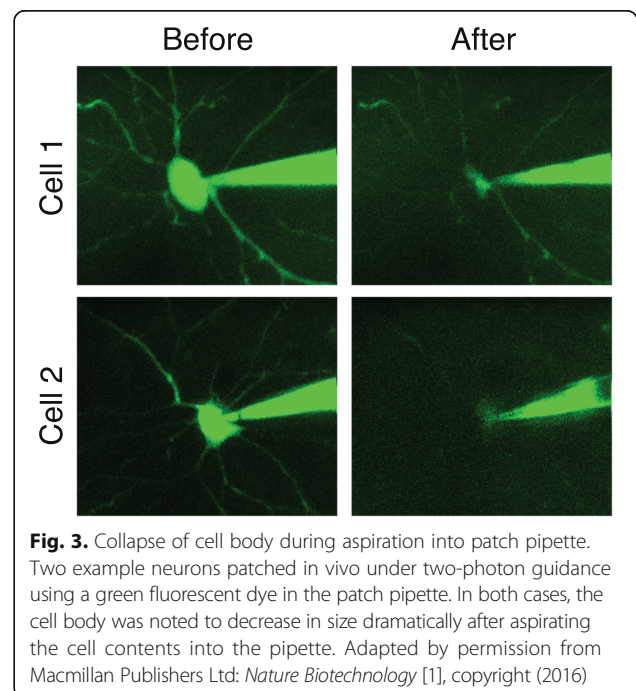 Before After
Cell 1
Cell 2
Fig. 3. Collapse of cell body during aspiration into patch pipette.
Two example neurons patched in vivo under two-photon guidance
using a green fluorescent dye in the patch pipette. In both cases, the
cell body was noted to decrease in size dramatically after aspirating
the cell contents into the pipette. Adapted by permission from
Macmillan Publishers Ltd: Nature Biotechnology [1], copyright (2016)